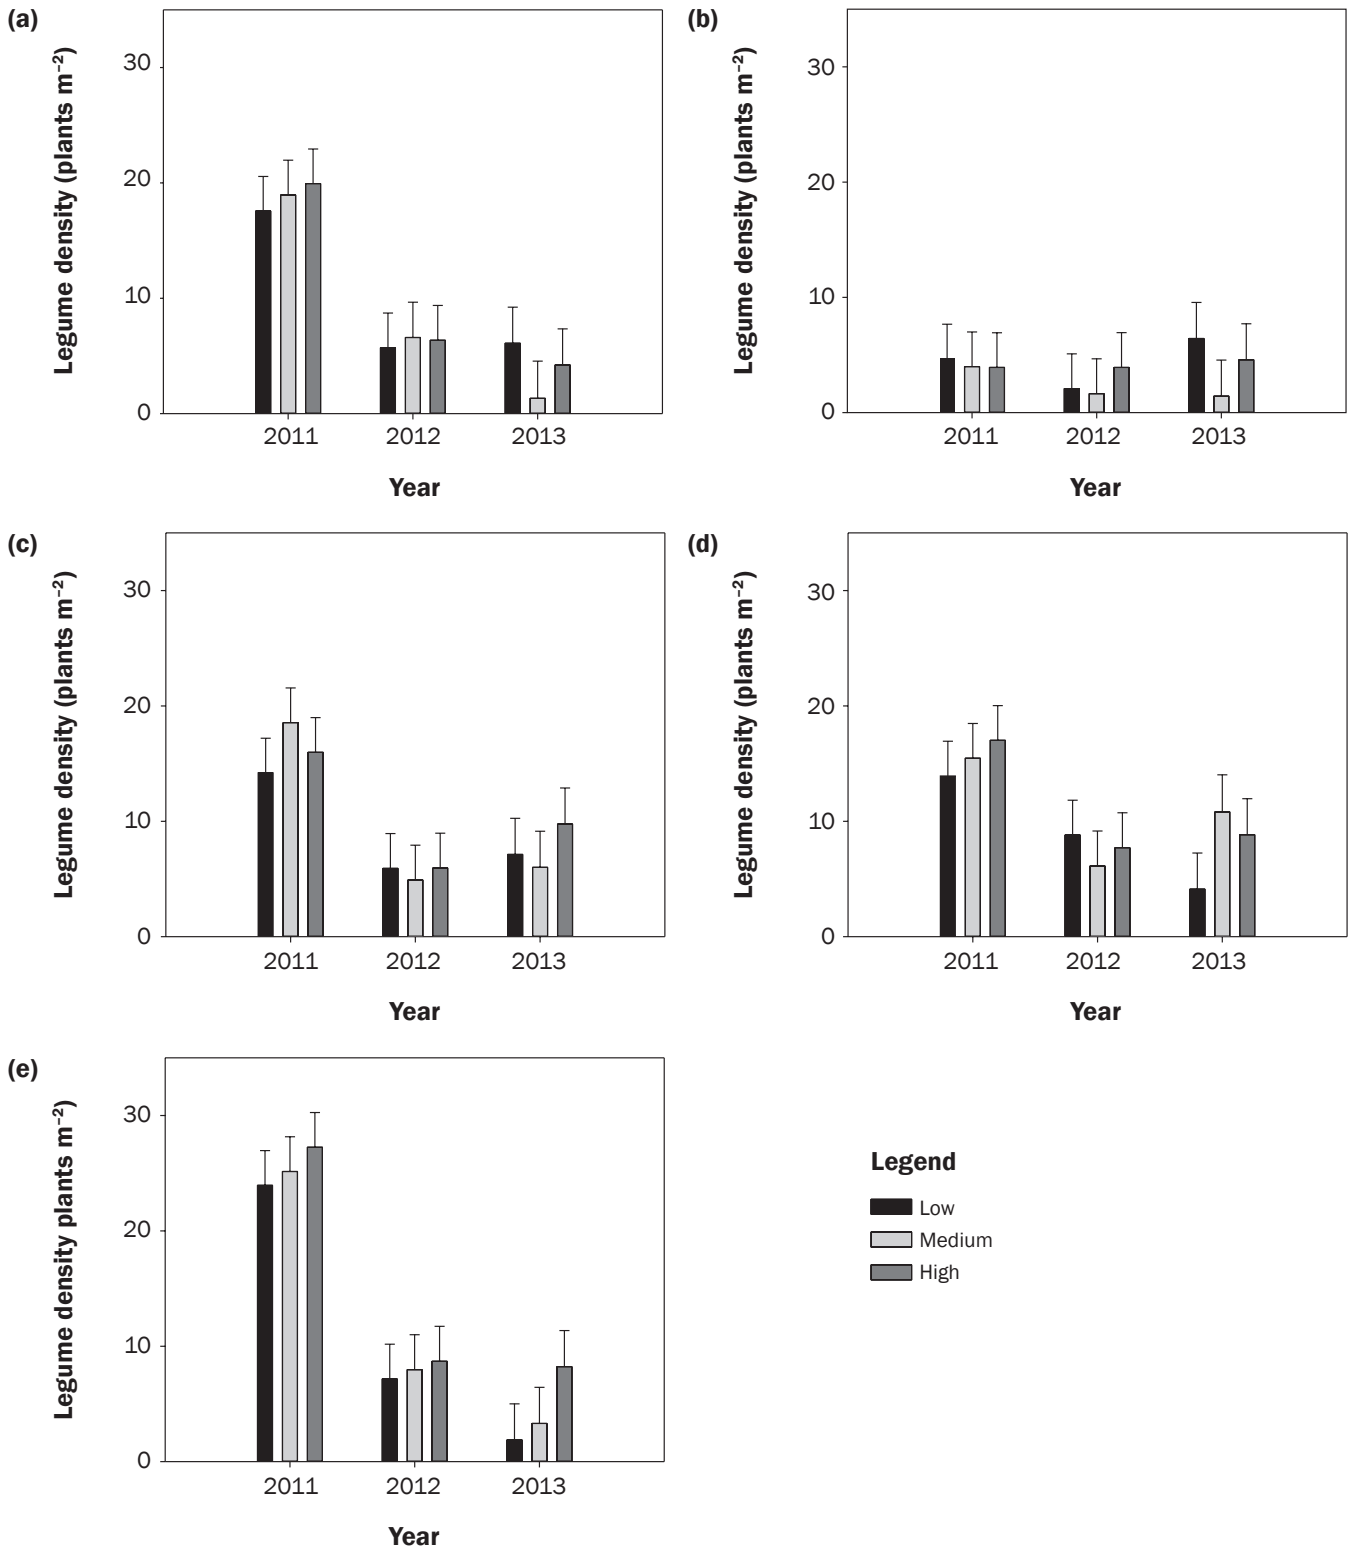 (a)
Legume density (plants m⁻²)
30
20
10
0
2011 2012 2013
Year
(b)
Legume density (plants m⁻²)
30
20
10
0
2011 2012 2013
Year
(c)
Legume density (plants m⁻²)
30
20
10
0
2011 2012 2013
Year
(d)
Legume density (plants m⁻²)
30
20
10
0
2011 2012 2013
Year
(e)
Legume density plants m⁻²)
30
20
10
0
2011 2012 2013
Year
Legend
Low
Medium
High